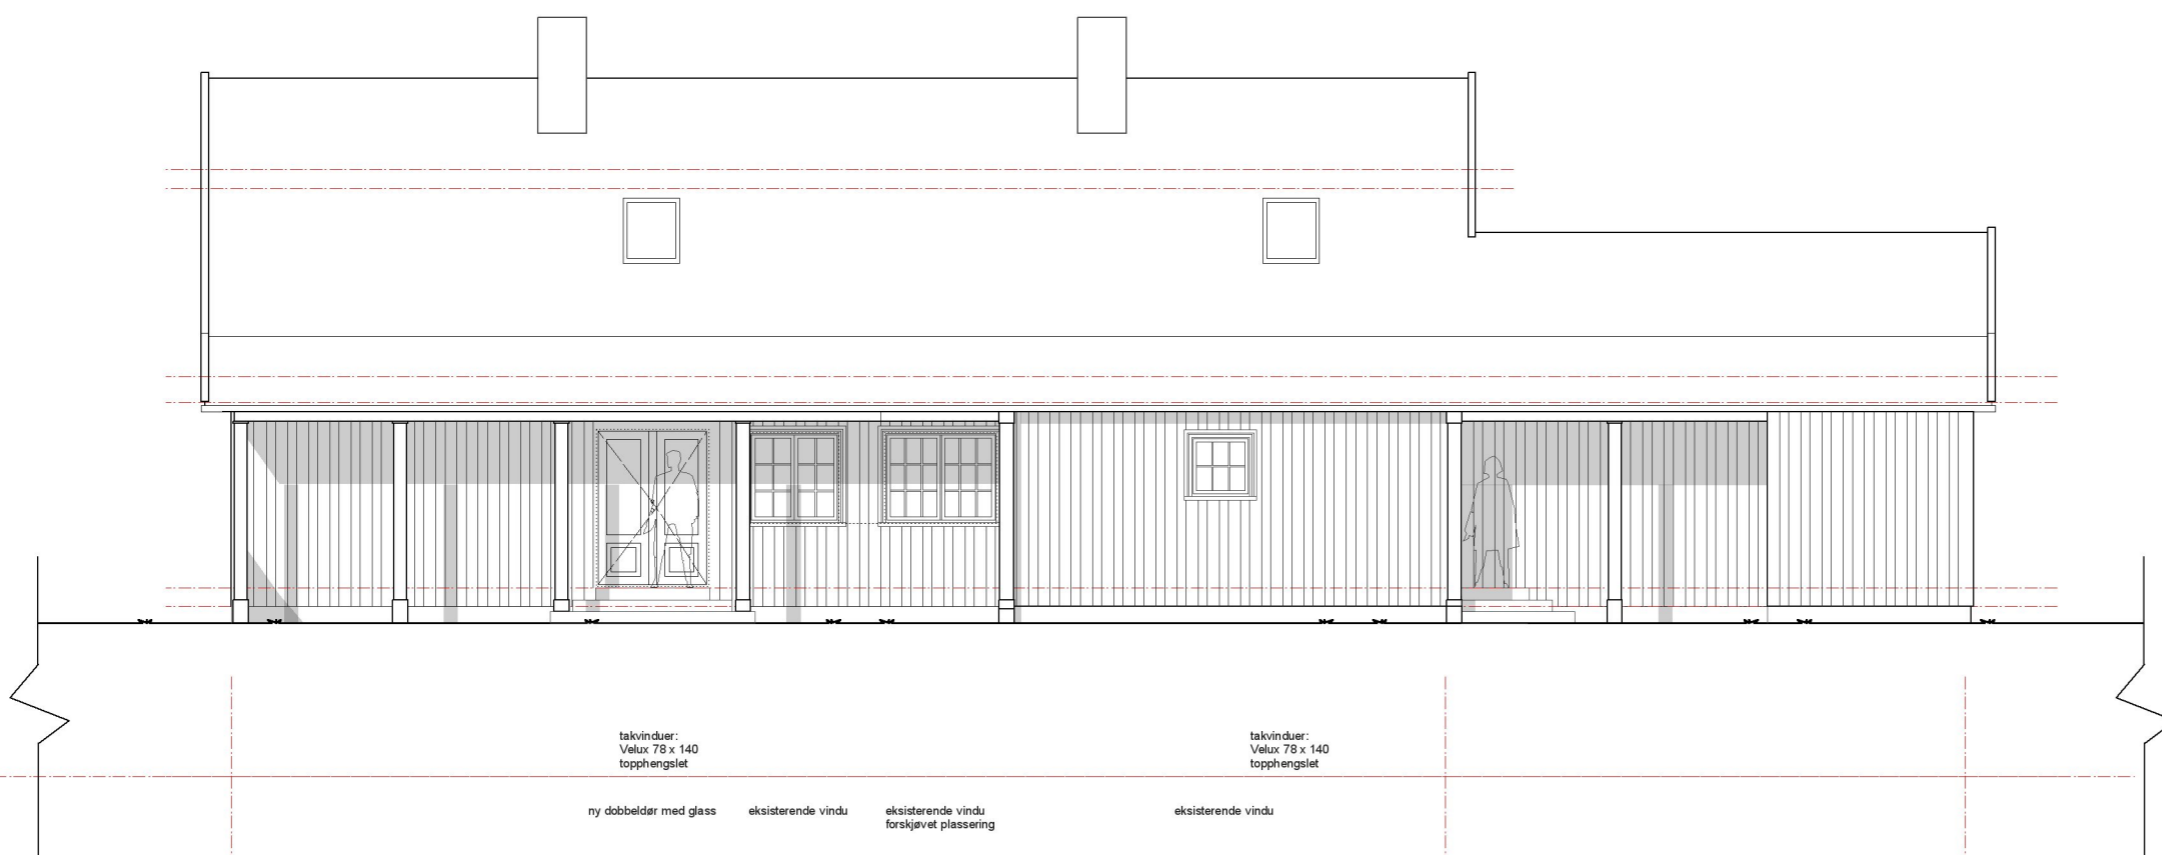 takvinduer:
Velux 78 x 140
topphengslet
takvinduer:
Velux 78 x 140
topphengslet
ny dobbeldør med glass
eksisterende vindu
eksisterende vindu
forskjøvet plassering
eksisterende vindu